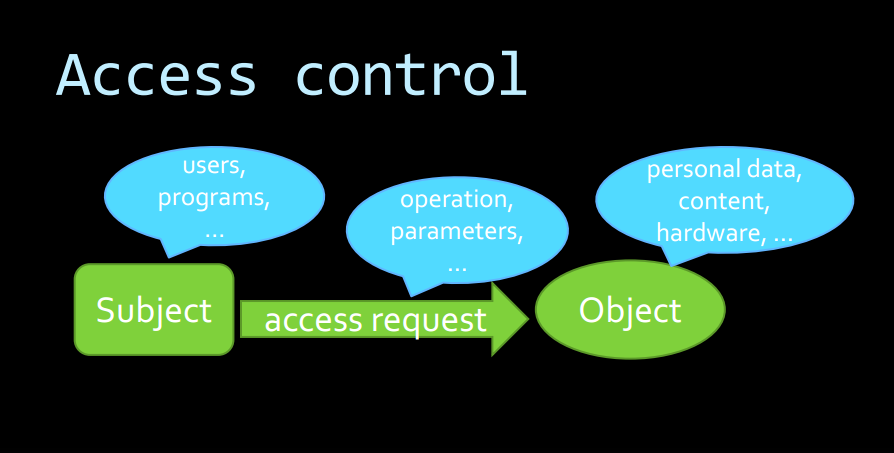 Access control
users,
programs,
...
operation,
parameters,
...
personal data,
content,
hardware, ...
Subject
access request
Object